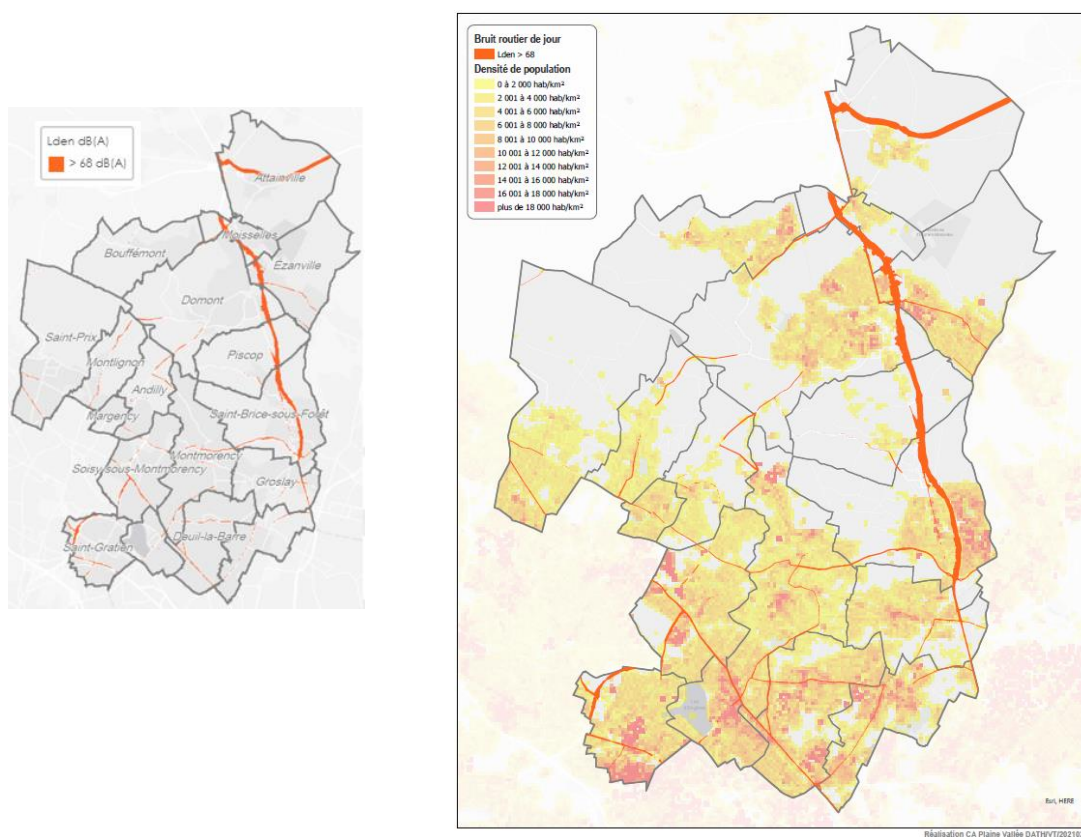 Lden dB(A)
> 68 dB(A)
Attainville
Moisselles
Bouffémont
Ézanville
Domont
Saint-Prix
Piscop
Montlignon
Andilly
Margency
Saint-Brice-sous-Forêt
Montmorency
Soisy-sous-Montmorency
Groslay
Deuil-la-Barre
Saint-Gratien
Bruit routier de jour
Lden > 68
Densité de population
0 à 2 000 hab/km²
2 001 à 4 000 hab/km²
4 001 à 6 000 hab/km²
6 001 à 8 000 hab/km²
8 001 à 10 000 hab/km²
10 001 à 12 000 hab/km²
12 001 à 14 000 hab/km²
14 001 à 16 000 hab/km²
16 001 à 18 000 hab/km²
plus de 18 000 hab/km²
Esri, HERE
Réalisation CA Plaine Vallée DATH/VT/202103